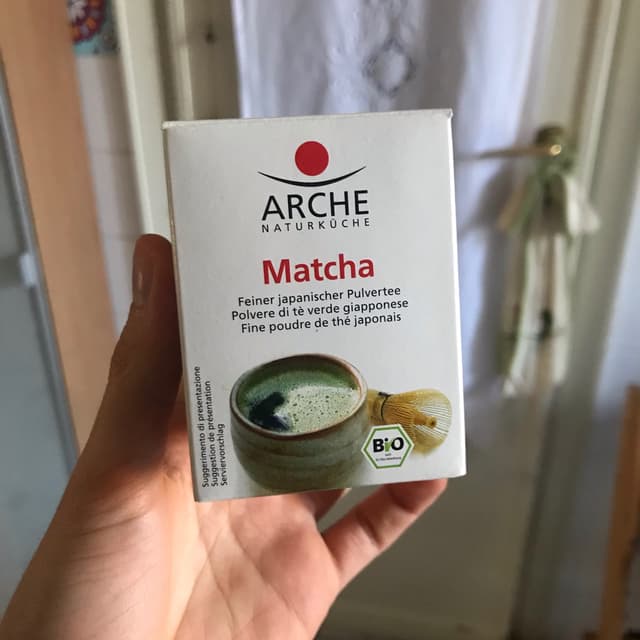 ARCHE
NATURKÜCHE
Matcha
Feiner japanischer Pulvertee
Polvere di tè verde giapponese
Fine poudre de thé japonais
Suggerimento di presentazione
Suggestion de présentation
Serviervorschlag
BiO